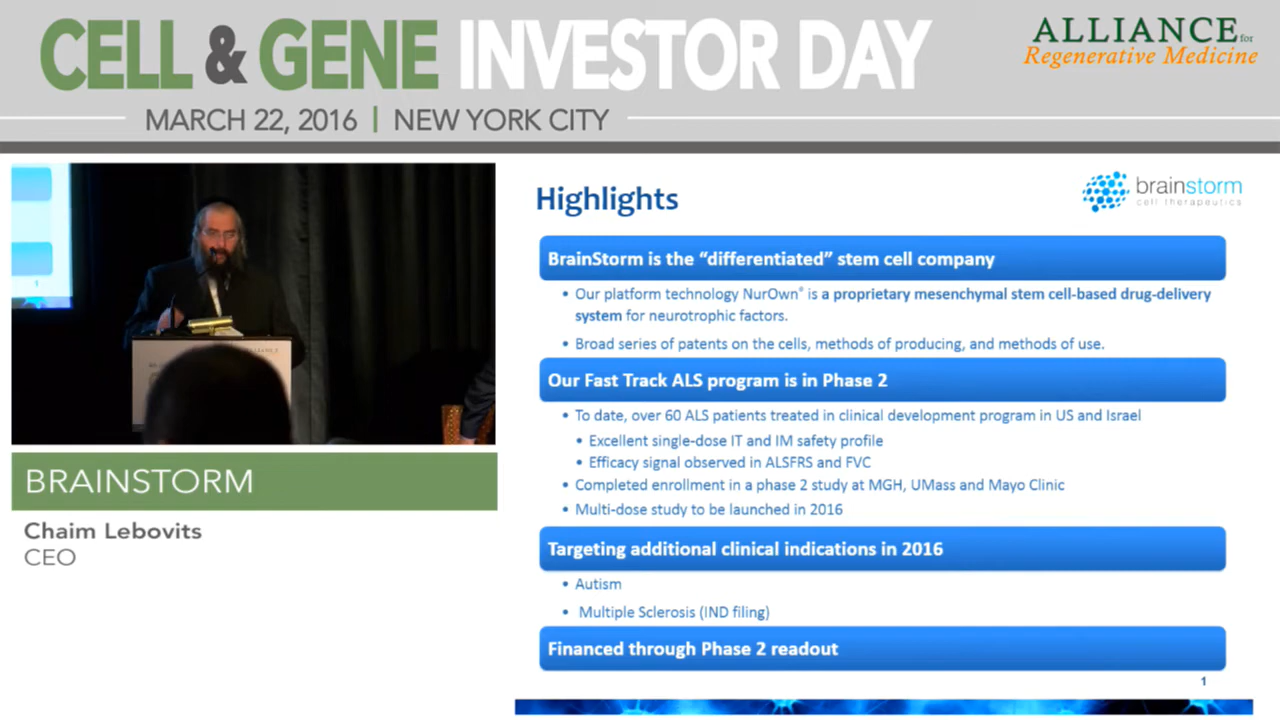 CELL & GENE INVESTOR DAY
MARCH 22, 2016 | NEW YORK CITY
ALLIANCE for
Regenerative Medicine
BRAINSTORM
Chaim Lebovits
CEO
Highlights
brainstorm
cell therapeutics
BrainStorm is the “differentiated” stem cell company
• Our platform technology NurOwn® is a proprietary mesenchymal stem cell-based drug-delivery
system for neurotrophic factors.
• Broad series of patents on the cells, methods of producing, and methods of use.
Our Fast Track ALS program is in Phase 2
• To date, over 60 ALS patients treated in clinical development program in US and Israel
• Excellent single-dose IT and IM safety profile
• Efficacy signal observed in ALSFRS and FVC
• Completed enrollment in a phase 2 study at MGH, UMass and Mayo Clinic
• Multi-dose study to be launched in 2016
Targeting additional clinical indications in 2016
• Autism
• Multiple Sclerosis (IND filing)
Financed through Phase 2 readout
1